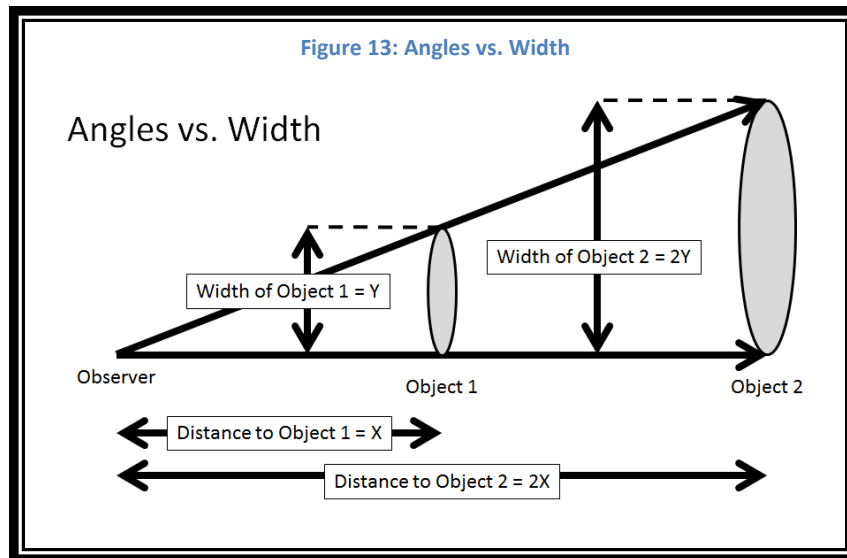 Figure 13: Angles vs. Width
Angles vs. Width
Width of Object 2 = 2Y
Width of Object 1 = Y
Observer
Object 1
Object 2
Distance to Object 1 = X
Distance to Object 2 = 2X